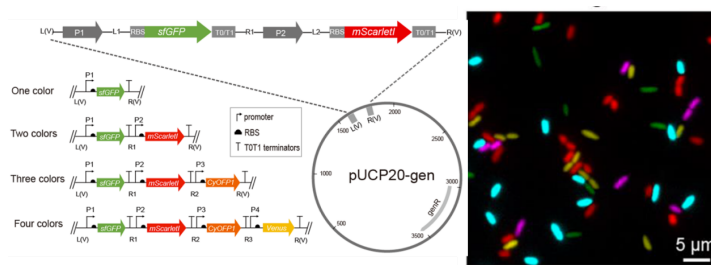 L(V) P1 L1 RBS sfGFP T0/T1 R1 P2 L2 RBS mScarletI T0/T1 R(V)
One color
P1
sfGFP
L(V) R(V)
Two colors
P1 P2
sfGFP mScarletI
L(V) R1 R(V)
Three colors
P1 P2 P3
sfGFP mScarletI CyOFP1
L(V) R1 R2 R(V)
Four colors
P1 P2 P3 P4
sfGFP mScarletI CyOFP1 Venus
L(V) R1 R2 R3 R(V)
promoter
RBS
T0T1 terminators
L(V) R(V)
pUCP20-gen
genR
500
1000
1500
2000
2500
3000
3500
5 µm